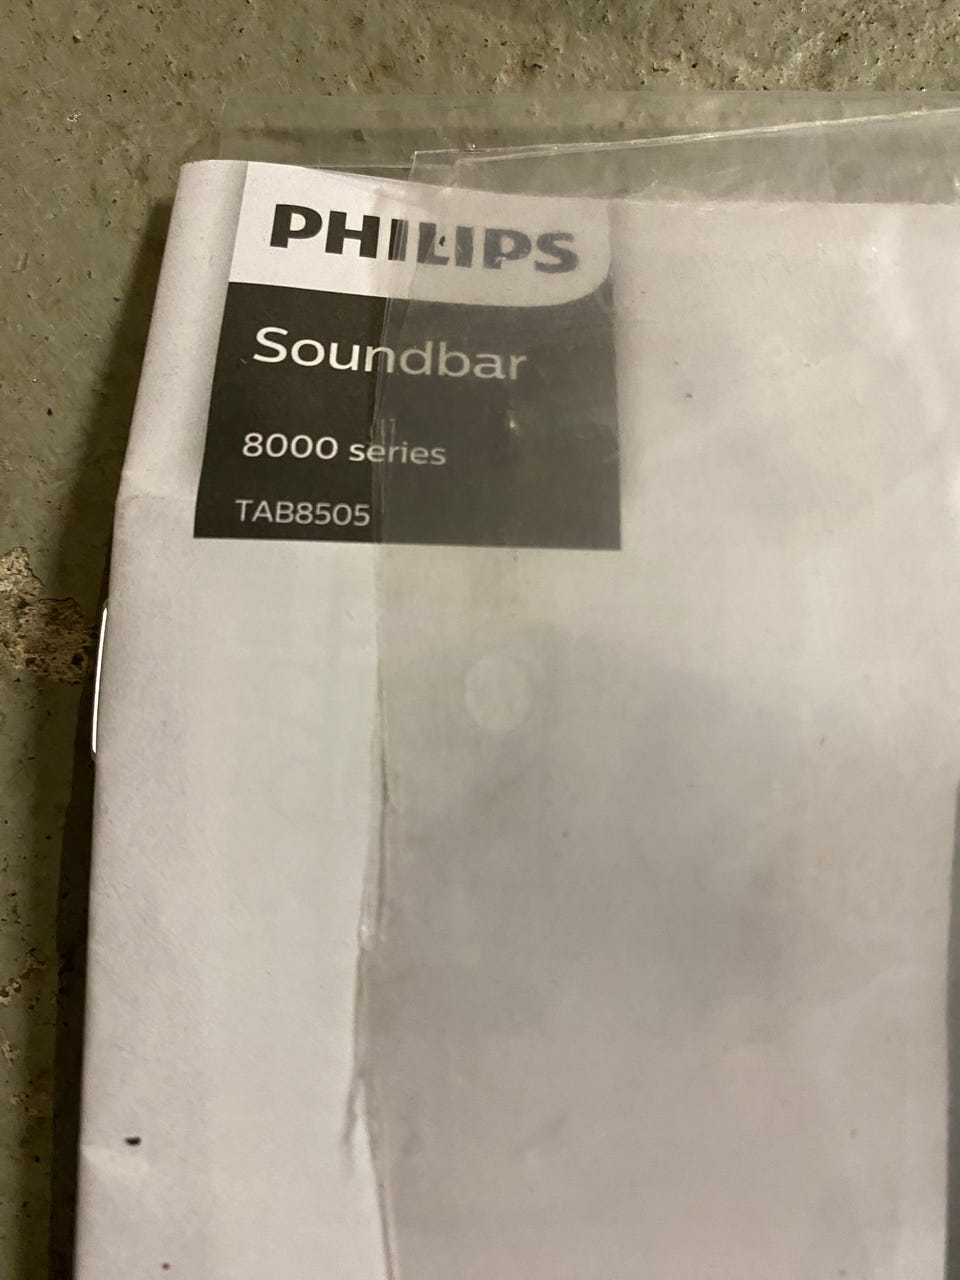 PHILIPS
Soundbar
8000 series
TAB8505